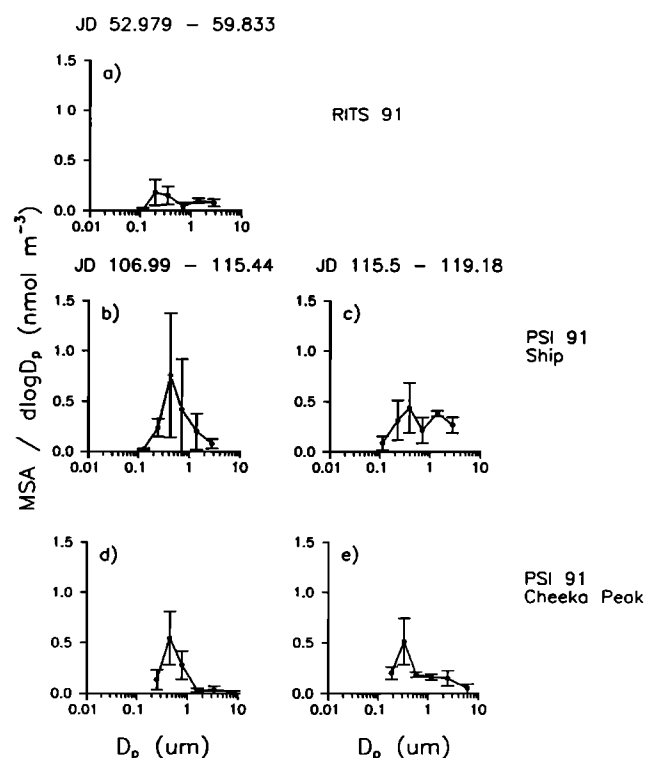 JD 52.979 - 59.833
a)
RITS 91
1.5
1 0
0.5
0.0
0.01 0.1 1 10
MSA / dlogDp (nmol m⁻³)
JD 106.99 - 115.44
JD 115.5 - 119.18
b)
1.5
1.0
0.5
0.0
0.01 0.1 1 10
c)
1.5
1.0
0.5
0.0
0.01 0.1 1 10
PSI 91
Ship
d)
1.5
1.0
0.5
0.0
0.01 0.1 1 10
Dp (um)
e)
1.5
1.0
0.5
0.0
0.01 0.1 1 10
Dp (um)
PSI 91
Cheeka Peak